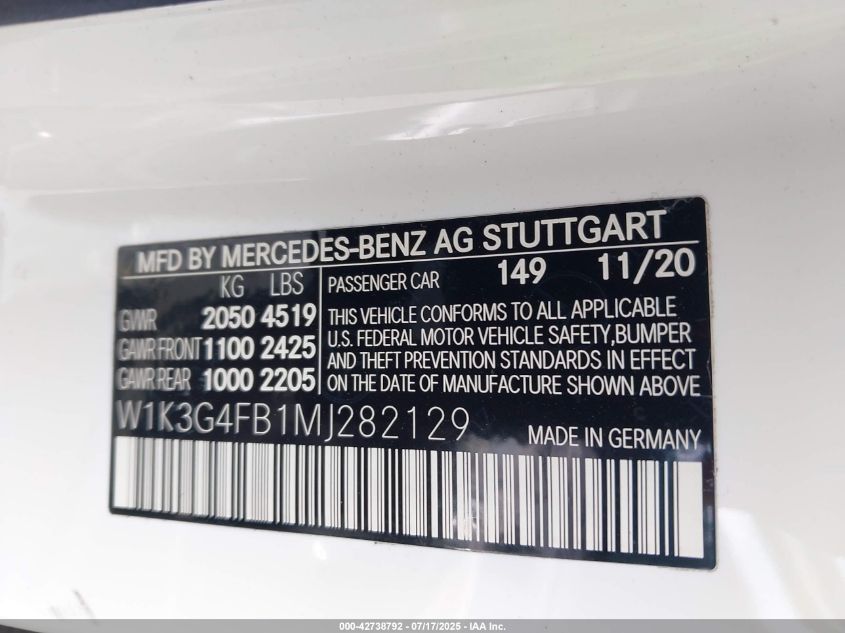 MFD BY MERCEDES-BENZ AG STUTTGART
KG LBS
GVWR 2050 4519
GAWR FRONT 1100 2425
GAWR REAR 1000 2205
PASSENGER CAR 149 11/20
THIS VEHICLE CONFORMS TO ALL APPLICABLE
U.S. FEDERAL MOTOR VEHICLE SAFETY,BUMPER
AND THEFT PREVENTION STANDARDS IN EFFECT
ON THE DATE OF MANUFACTURE SHOWN ABOVE
W1K3G4FB1MJ282129
MADE IN GERMANY
000-42738792 - 07/17/2025 - IAA Inc.